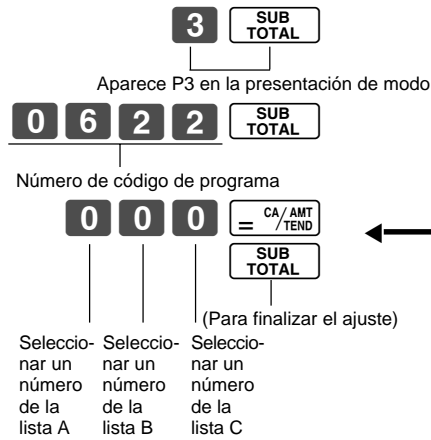 3 SUB TOTAL
Aparece P3 en la presentación de modo
0 6 2 2 SUB TOTAL
Número de código de programa
0 0 0 = CA/AMT/TEND
SUB TOTAL
(Para finalizar el ajuste)
Seleccio- Seleccio- Seleccio-
nar un nar un nar un
número número número
de la de la de la
lista A lista B lista C